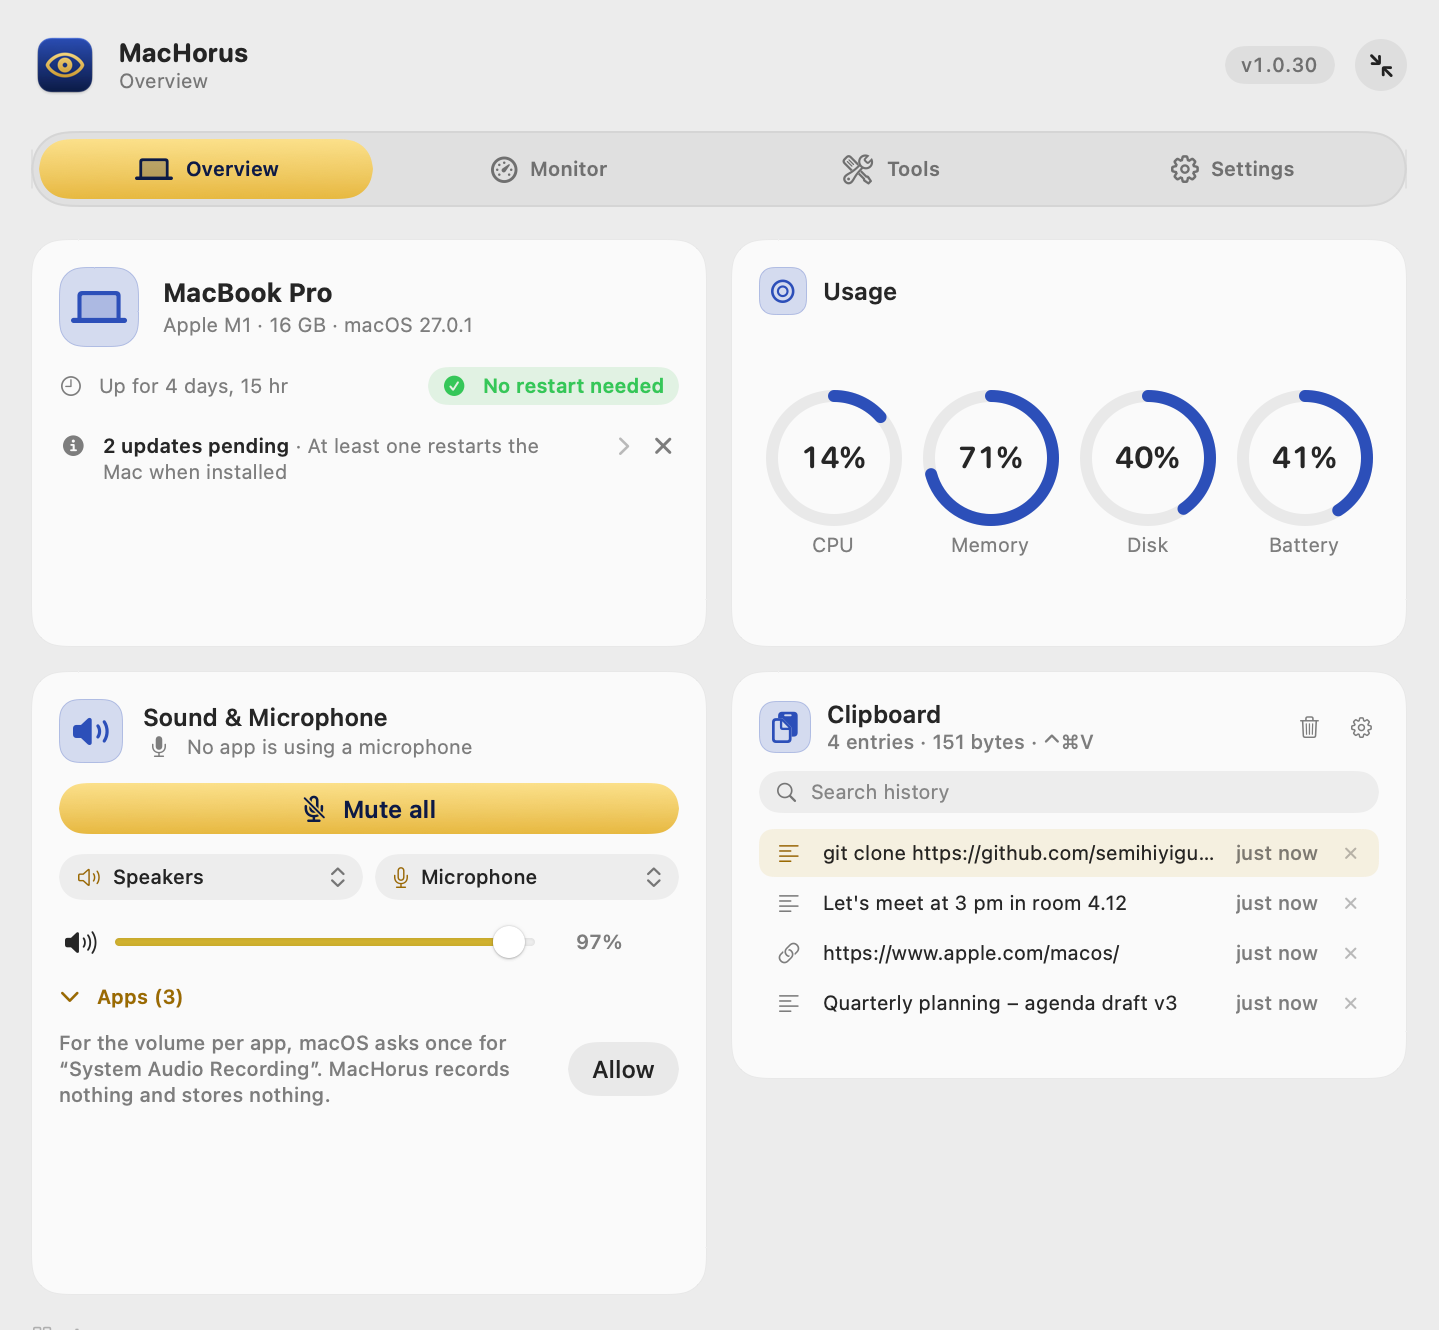 MacHorus
Overview
v1.0.30
Overview
Monitor
Tools
Settings
MacBook Pro
Apple M1 · 16 GB · macOS 27.0.1
Up for 4 days, 15 hr
No restart needed
2 updates pending · At least one restarts the
Mac when installed
Usage
14%
71%
40%
41%
CPU
Memory
Disk
Battery
Sound & Microphone
No app is using a microphone
Mute all
Speakers
Microphone
97%
Apps (3)
For the volume per app, macOS asks once for
“System Audio Recording”. MacHorus records
nothing and stores nothing.
Allow
Clipboard
4 entries · 151 bytes · ^⌘V
Search history
git clone https://github.com/semihiyigu... just now
Let's meet at 3 pm in room 4.12 just now
https://www.apple.com/macos/ just now
Quarterly planning – agenda draft v3 just now